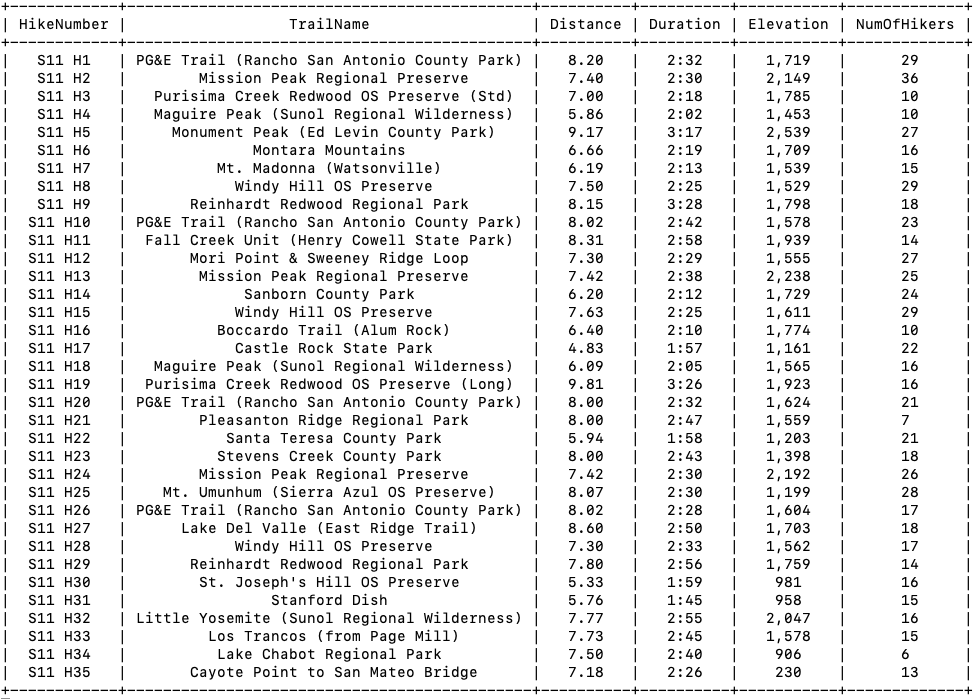 +------------+----------------------------------------------+----------+----------+-----------+-------------+
| HikeNumber | TrailName | Distance | Duration | Elevation | NumOfHikers |
+------------+----------------------------------------------+----------+----------+-----------+-------------+
| S11 H1 | PG&E Trail (Rancho San Antonio County Park) | 8.20 | 2:32 | 1,719 | 29 |
| S11 H2 | Mission Peak Regional Preserve | 7.40 | 2:30 | 2,149 | 36 |
| S11 H3 | Purisima Creek Redwood OS Preserve (Std) | 7.00 | 2:18 | 1,785 | 10 |
| S11 H4 | Maguire Peak (Sunol Regional Wilderness) | 5.86 | 2:02 | 1,453 | 10 |
| S11 H5 | Monument Peak (Ed Levin County Park) | 9.17 | 3:17 | 2,539 | 27 |
| S11 H6 | Montara Mountains | 6.66 | 2:19 | 1,709 | 16 |
| S11 H7 | Mt. Madonna (Watsonville) | 6.19 | 2:13 | 1,539 | 15 |
| S11 H8 | Windy Hill OS Preserve | 7.50 | 2:25 | 1,529 | 29 |
| S11 H9 | Reinhardt Redwood Regional Park | 8.15 | 3:28 | 1,798 | 18 |
| S11 H10 | PG&E Trail (Rancho San Antonio County Park) | 8.02 | 2:42 | 1,578 | 23 |
| S11 H11 | Fall Creek Unit (Henry Cowell State Park) | 8.31 | 2:58 | 1,939 | 14 |
| S11 H12 | Mori Point & Sweeney Ridge Loop | 7.30 | 2:29 | 1,555 | 27 |
| S11 H13 | Mission Peak Regional Preserve | 7.42 | 2:38 | 2,238 | 25 |
| S11 H14 | Sanborn County Park | 6.20 | 2:12 | 1,729 | 24 |
| S11 H15 | Windy Hill OS Preserve | 7.63 | 2:25 | 1,611 | 29 |
| S11 H16 | Boccardo Trail (Alum Rock) | 6.40 | 2:10 | 1,774 | 10 |
| S11 H17 | Castle Rock State Park | 4.83 | 1:57 | 1,161 | 22 |
| S11 H18 | Maguire Peak (Sunol Regional Wilderness) | 6.09 | 2:05 | 1,565 | 16 |
| S11 H19 | Purisima Creek Redwood OS Preserve (Long) | 9.81 | 3:26 | 1,923 | 16 |
| S11 H20 | PG&E Trail (Rancho San Antonio County Park) | 8.00 | 2:32 | 1,624 | 21 |
| S11 H21 | Pleasanton Ridge Regional Park | 8.00 | 2:47 | 1,559 | 7 |
| S11 H22 | Santa Teresa County Park | 5.94 | 1:58 | 1,203 | 21 |
| S11 H23 | Stevens Creek County Park | 8.00 | 2:43 | 1,398 | 18 |
| S11 H24 | Mission Peak Regional Preserve | 7.42 | 2:30 | 2,192 | 26 |
| S11 H25 | Mt. Umunhum (Sierra Azul OS Preserve) | 8.07 | 2:30 | 1,199 | 28 |
| S11 H26 | PG&E Trail (Rancho San Antonio County Park) | 8.02 | 2:28 | 1,604 | 17 |
| S11 H27 | Lake Del Valle (East Ridge Trail) | 8.60 | 2:50 | 1,703 | 18 |
| S11 H28 | Windy Hill OS Preserve | 7.30 | 2:33 | 1,562 | 17 |
| S11 H29 | Reinhardt Redwood Regional Park | 7.80 | 2:56 | 1,759 | 14 |
| S11 H30 | St. Joseph's Hill OS Preserve | 5.33 | 1:59 | 981 | 16 |
| S11 H31 | Stanford Dish | 5.76 | 1:45 | 958 | 15 |
| S11 H32 | Little Yosemite (Sunol Regional Wilderness) | 7.77 | 2:55 | 2,047 | 16 |
| S11 H33 | Los Trancos (from Page Mill) | 7.73 | 2:45 | 1,578 | 15 |
| S11 H34 | Lake Chabot Regional Park | 7.50 | 2:40 | 906 | 6 |
| S11 H35 | Cayote Point to San Mateo Bridge | 7.18 | 2:26 | 230 | 13 |
+------------+----------------------------------------------+----------+----------+-----------+-------------+